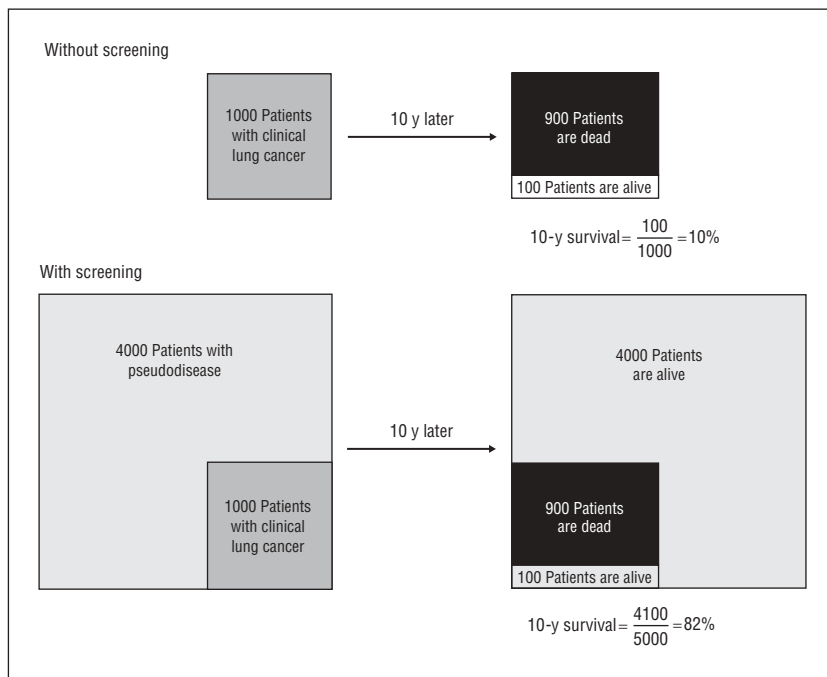 Without screening
1000 Patients
with clinical
lung cancer
10 y later
900 Patients
are dead
100 Patients are alive
10-y survival = 100/1000 = 10%
With screening
4000 Patients with
pseudodisease
1000 Patients
with clinical
lung cancer
10 y later
4000 Patients
are alive
900 Patients
are dead
100 Patients are alive
10-y survival = 4100/5000 = 82%